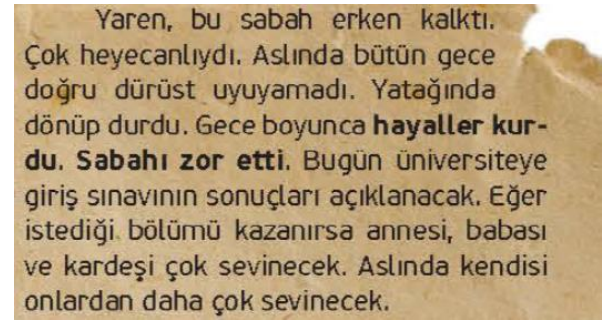 Yaren, bu sabah erken kalktı.
Çok heyecanlıydı. Aslında bütün gece
doğru dürüst uyuyamadı. Yatağında
dönüp durdu. Gece boyunca hayaller kur-
du. Sabahı zor etti. Bugün üniversiteye
giriş sınavının sonuçları açıklanacak. Eğer
istediği bölümü kazanırsa annesi, babası
ve kardeşi çok sevinecek. Aslında kendisi
onlardan daha çok sevinecek.